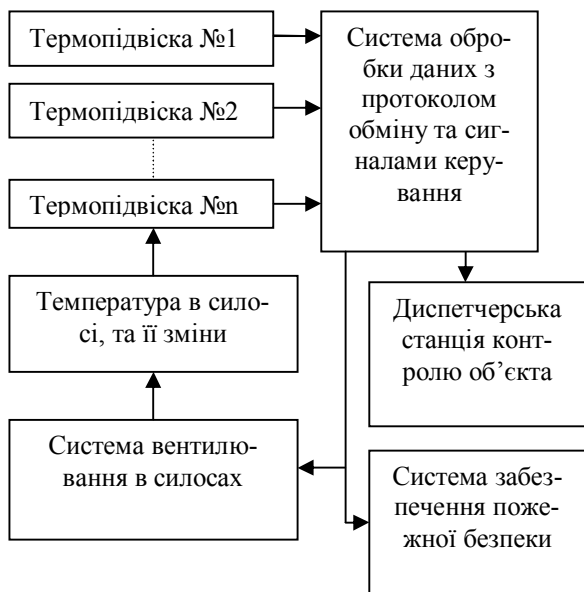 Термопідвіска №1
Термопідвіска №2
Термопідвіска №n
Система обро-
бки даних з
протоколом
обміну та сиг-
налами керу-
вання
Температура в сило-
сі, та її зміни
Диспетчерська
станція конт-
ролю об’єкта
Система вентилю-
вання в силосах
Система забез-
печення поже-
жної безпеки